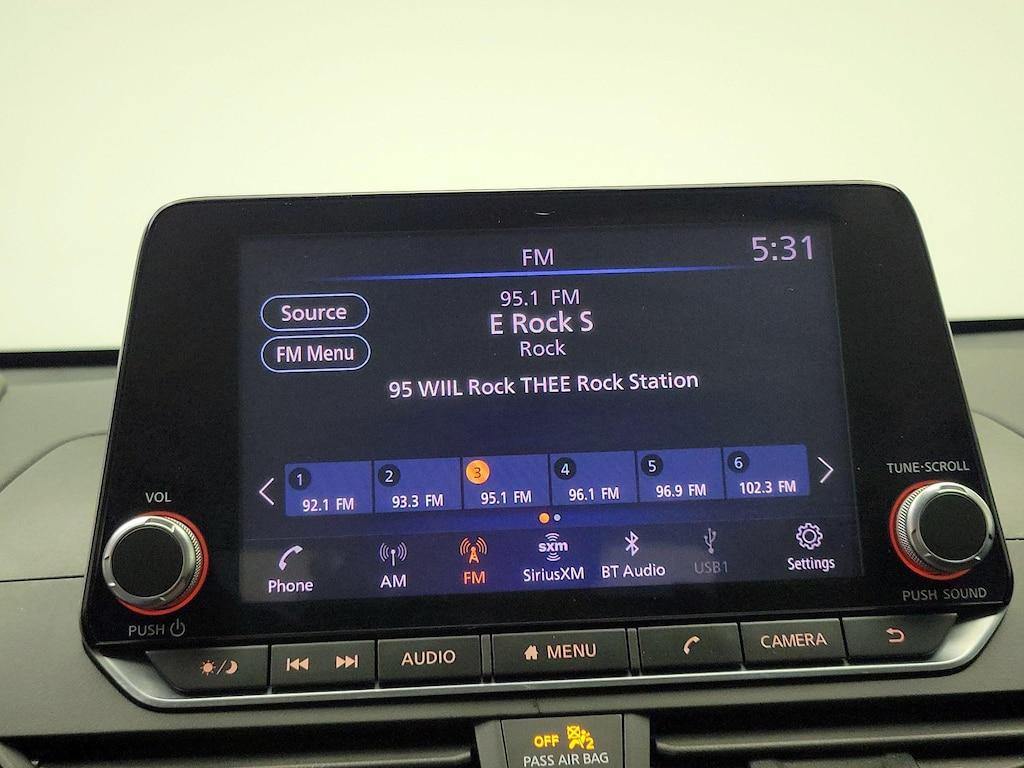 FM
5:31
Source
95.1 FM
E Rock S
FM Menu
Rock
95 WIIL Rock THEE Rock Station
1
92.1 FM
2
93.3 FM
3
95.1 FM
4
96.1 FM
5
96.9 FM
6
102.3 FM
VOL
TUNE·SCROLL
Phone
AM
FM
sxm
SiriusXM
BT Audio
USB1
Settings
PUSH
PUSH SOUND
AUDIO
MENU
CAMERA
OFF 2
PASS AIR BAG